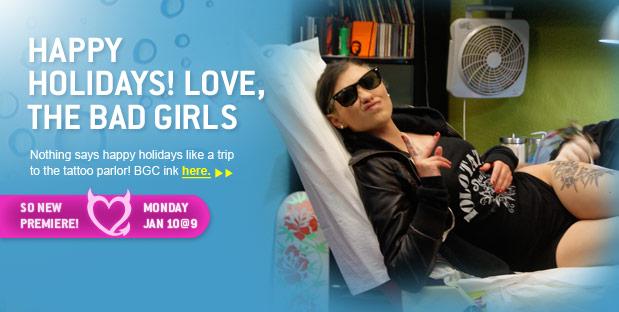 HAPPY
HOLIDAYS! LOVE,
THE BAD GIRLS
Nothing says happy holidays like a trip
to the tattoo parlor! BGC ink here.
SO NEW
PREMIERE!
MONDAY
JAN 10@9